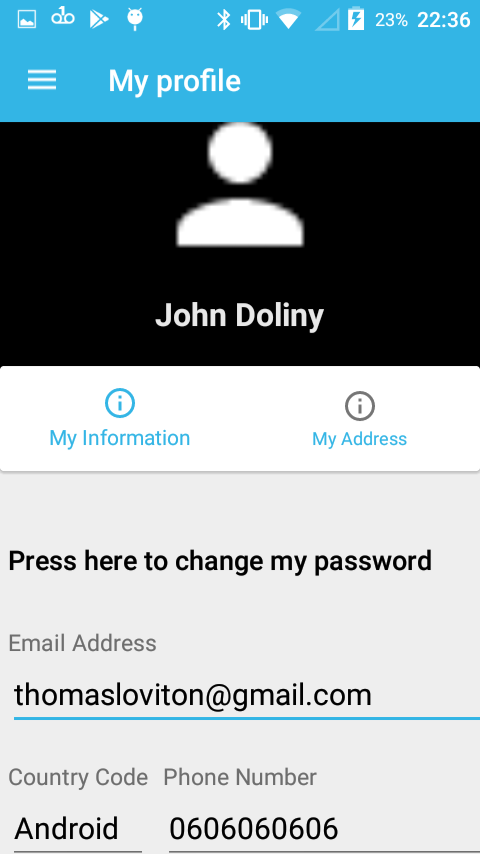 23% 22:36
My profile
John Doliny
My Information My Address
Press here to change my password
Email Address
thomasloviton@gmail.com
Country Code Phone Number
Android 0606060606